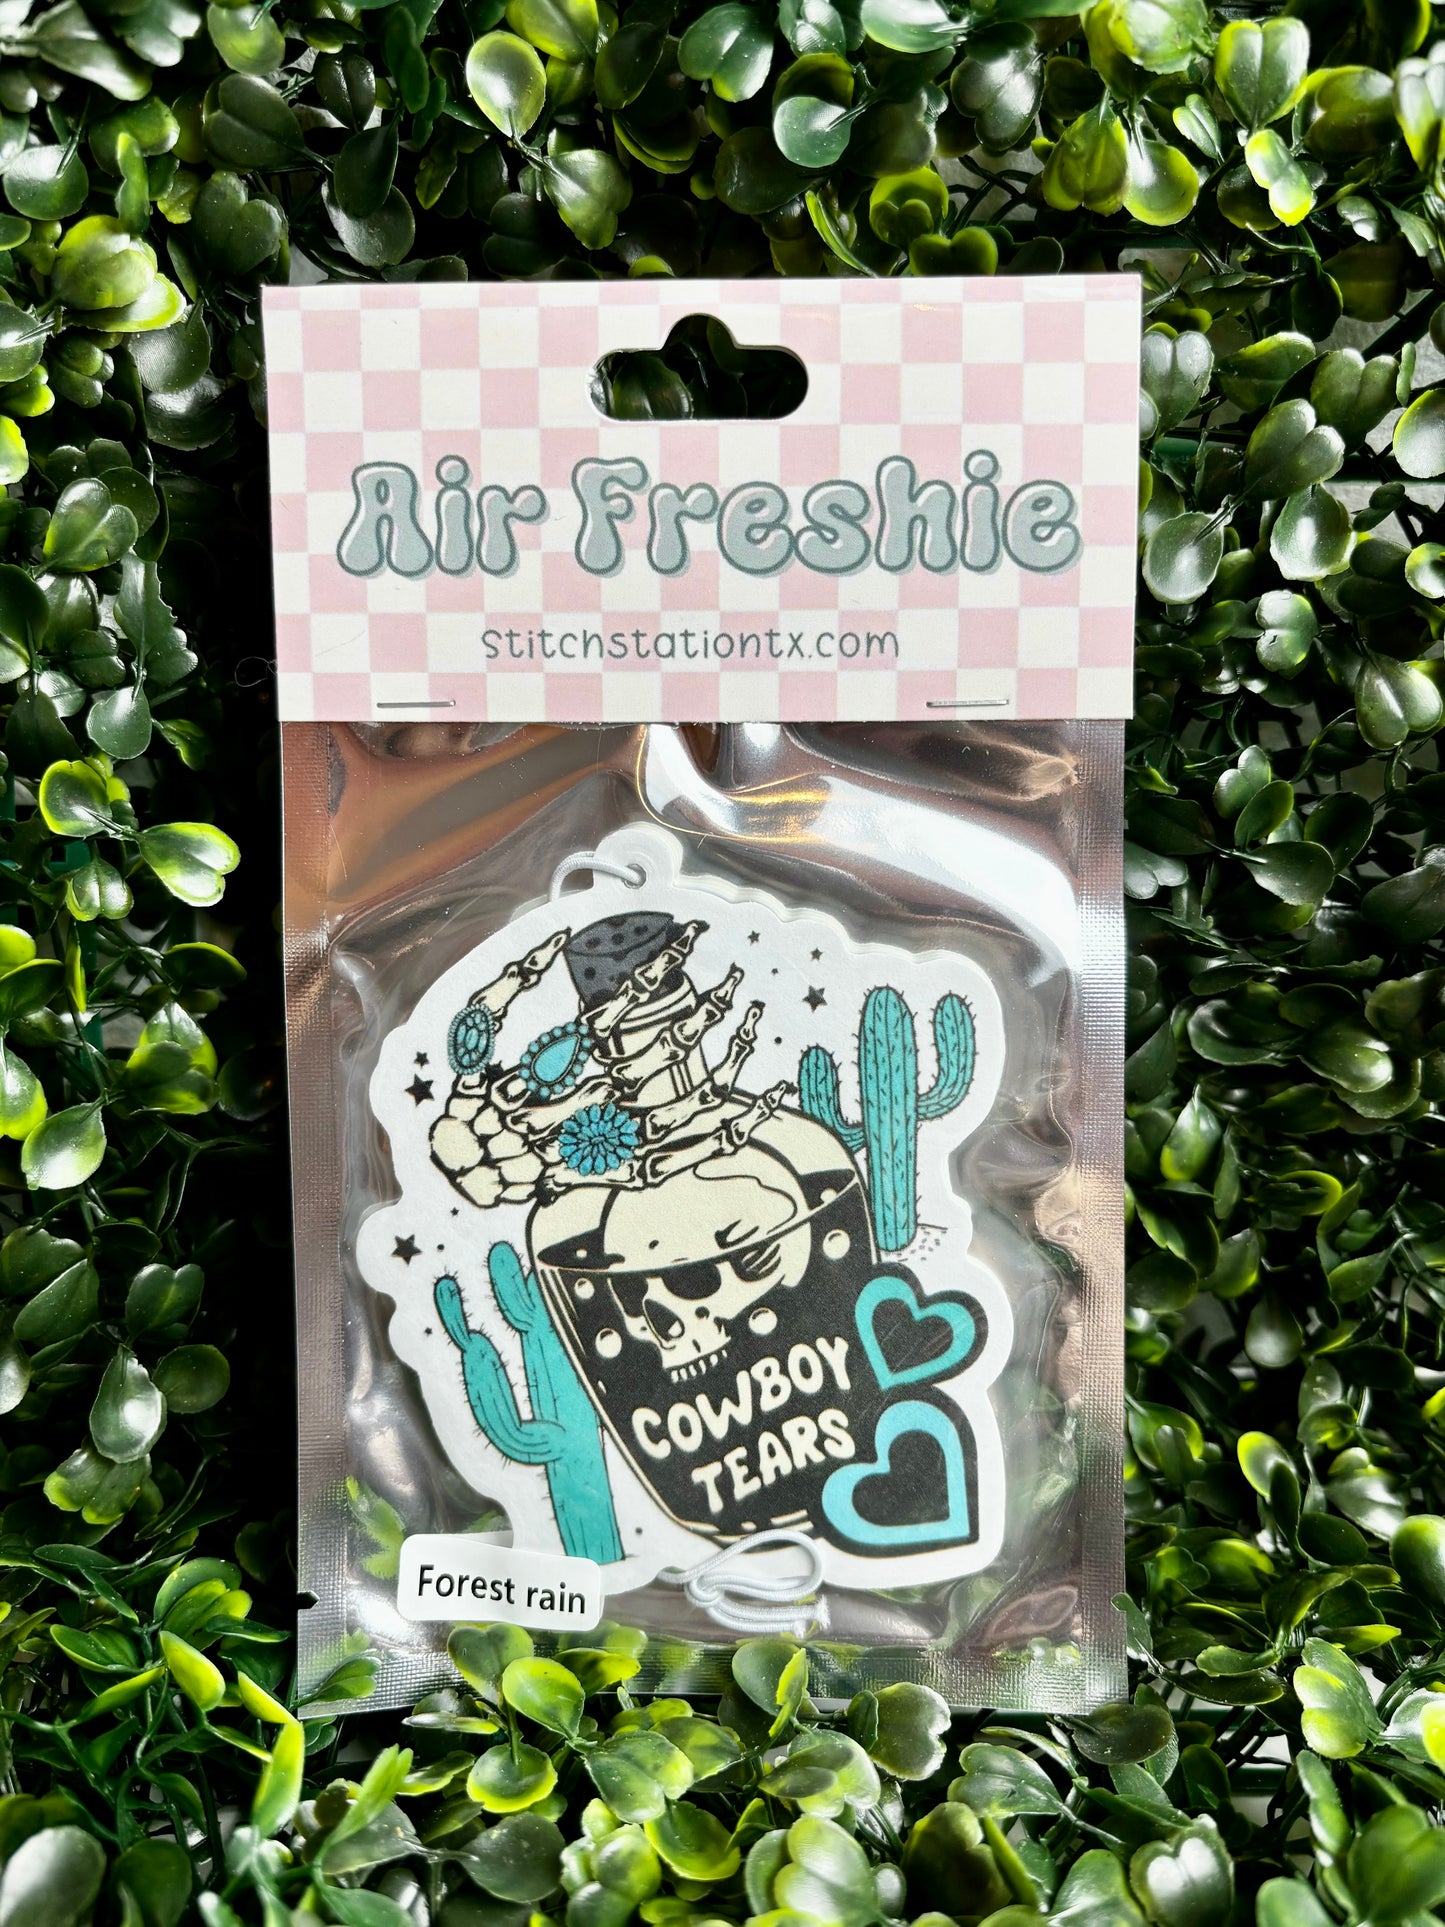 Air Freshie
stitchstationtx.com
COWBOY
TEARS
Forest rain